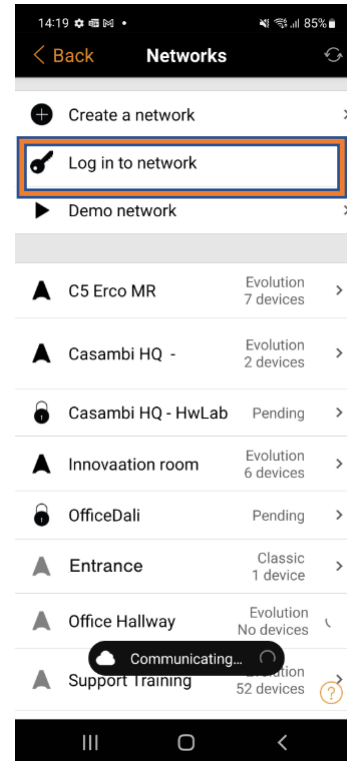 14:19 85%
Back Networks
Create a network
Log in to network
Demo network
C5 Erco MR
Evolution
7 devices
Casambi HQ -
Evolution
2 devices
Casambi HQ - HwLab Pending
Innovaation room
Evolution
6 devices
OfficeDali Pending
Entrance
Classic
1 device
Office Hallway
Evolution
No devices
Communicating...
Support Training
52 devices
?